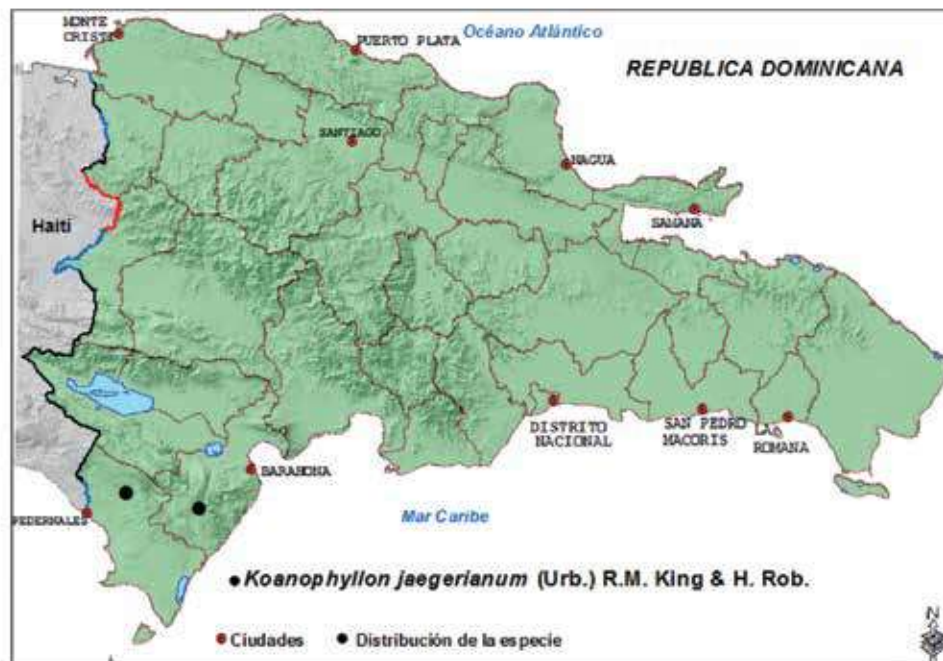 MONTE
CRISTI
PUERTO PLATA
Océano Atlántico
REPUBLICA DOMINICANA
SANTIAGO
NAGUA
SAMANA
Haití
DISTRITO
NACIONAL
SAN PEDRO
MACORIS
LA
ROMANA
BARAHONA
PEDERNALES
Mar Caribe
Koanophyllon jaegerianum (Urb.) R.M. King & H. Rob.
Ciudades
Distribución de la especie
N